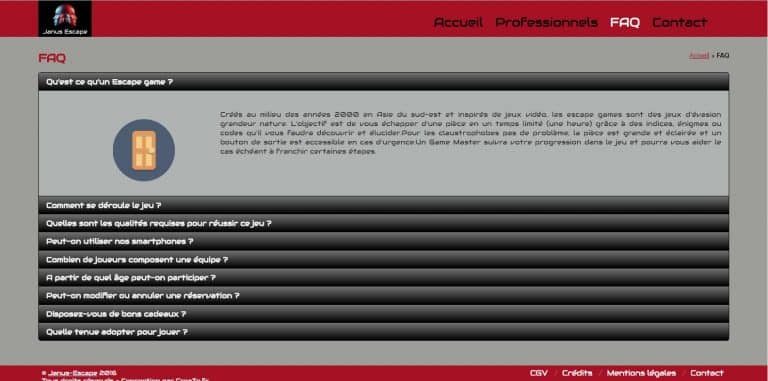 Janus Escape
Accueil Professionnels FAQ Contact
FAQ
Accueil » FAQ
Qu'est ce qu'un Escape game ?
Créés au milieu des années 2000 en Asie du sud-est et inspirés de jeux vidéo, les escape games sont des jeux d'évasion
grandeur nature. L'objectif est de vous échapper d'une pièce en un temps limité (une heure) grâce à des indices, énigmes ou
codes qu'il vous faudra découvrir et élucider.Pour les claustrophobes pas de problème, la pièce est grande et éclairée et un
bouton de sortie est accessible en cas d'urgence.Un Game Master suivra votre progression dans le jeu et pourra vous aider le
cas échéant à franchir certaines étapes.
Comment se déroule le jeu ?
Quelles sont les qualités requises pour réussir ce jeu ?
Peut-on utiliser nos smartphones ?
Combien de joueurs composent une équipe ?
A partir de quel âge peut-on participer ?
Peut-on modifier ou annuler une réservation ?
Disposez-vous de bons cadeaux ?
Quelle tenue adopter pour jouer ?
© Janus-Escape 2016
CGV / Crédits / Mentions légales / Contact
Tous droits réservés - Conception par